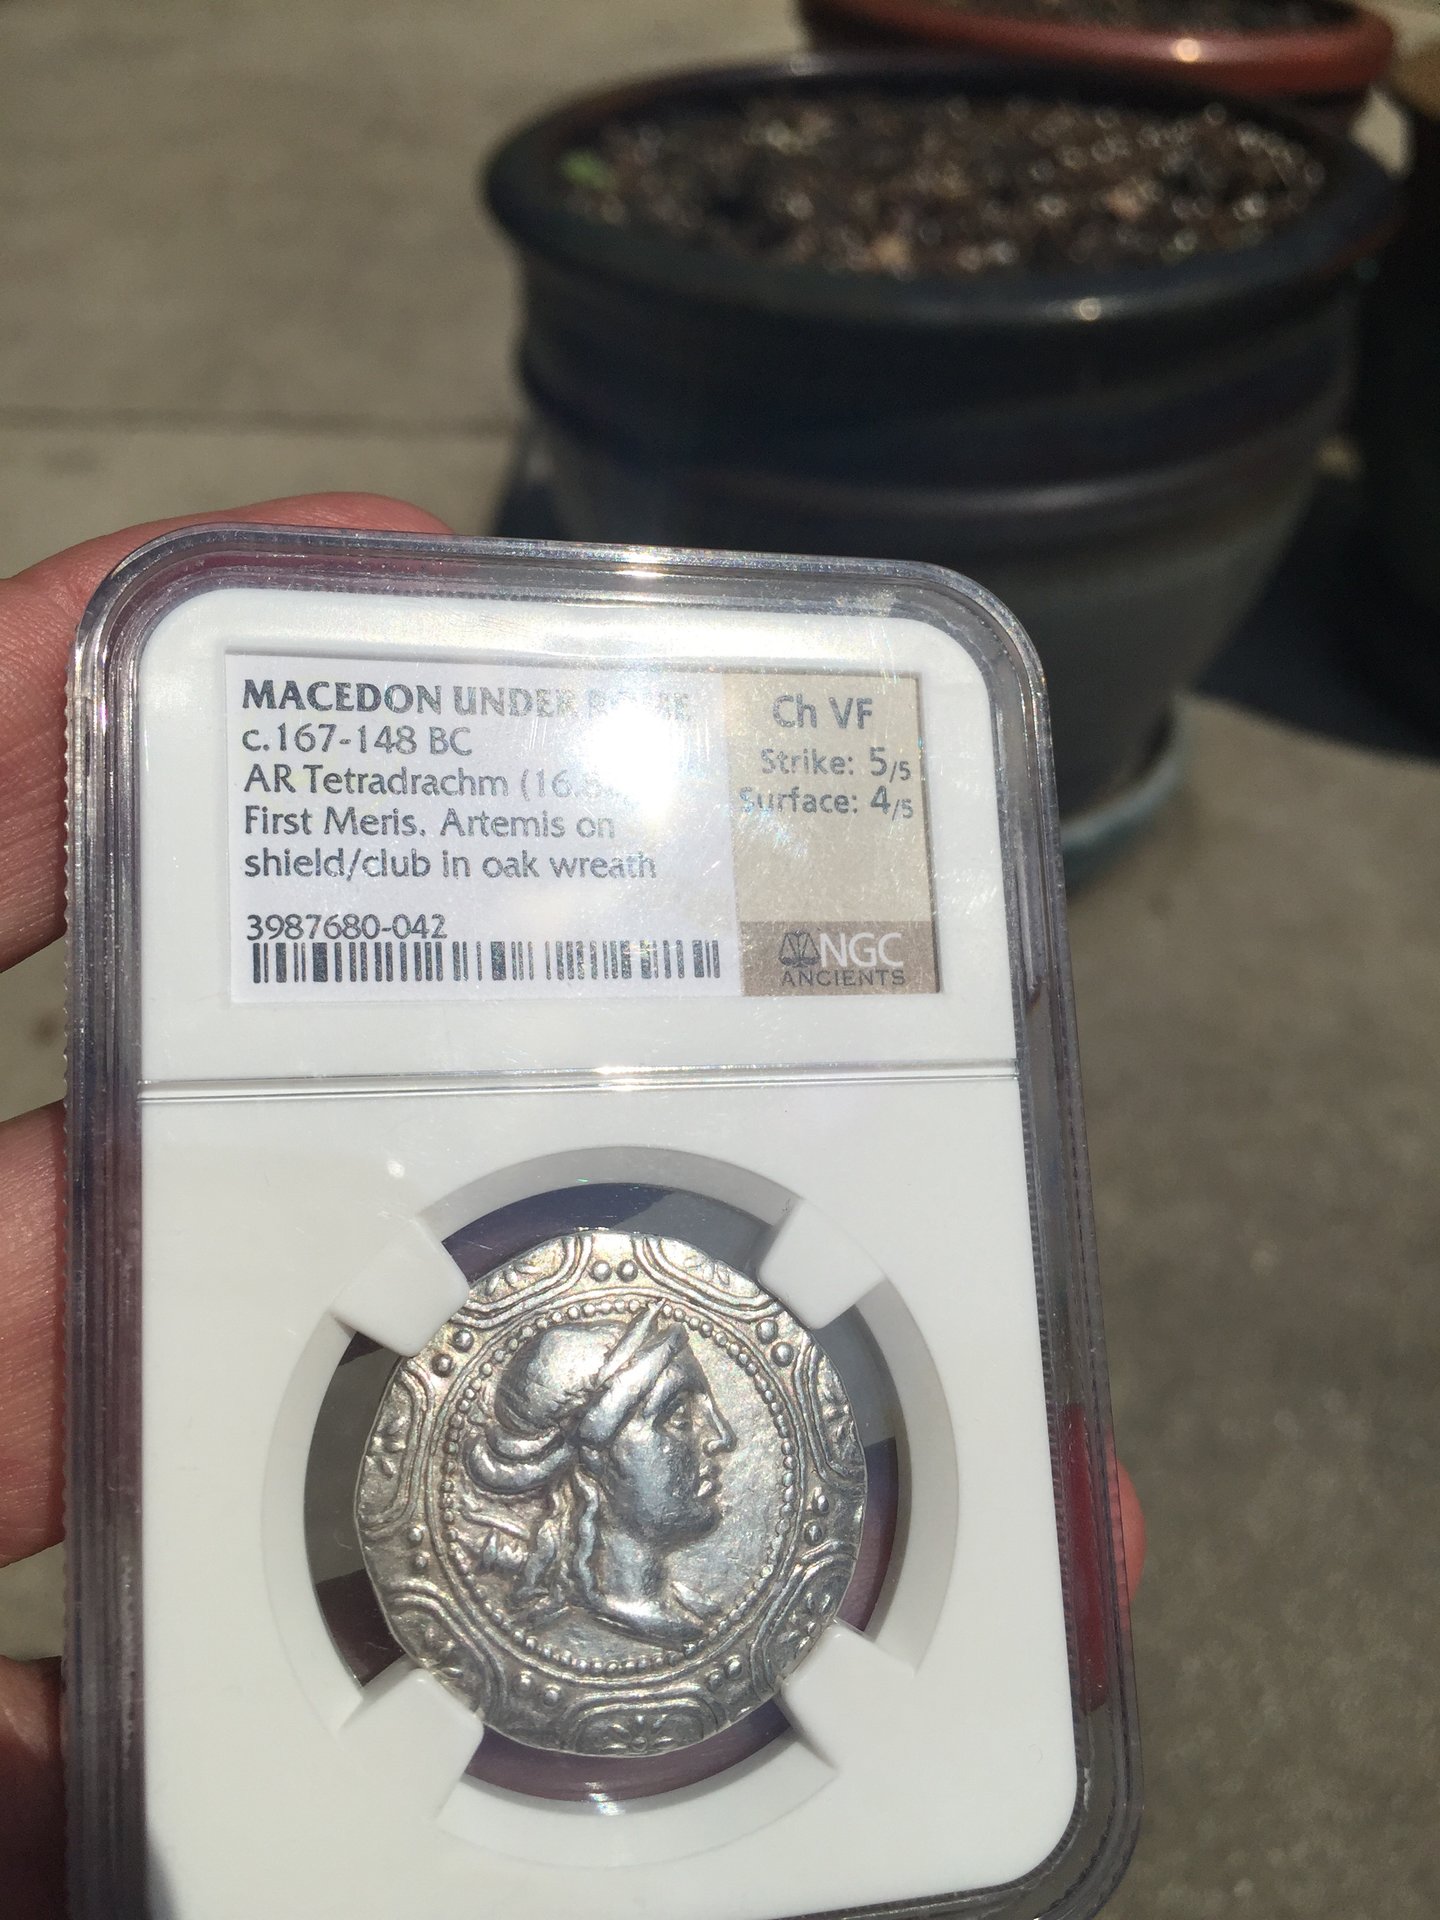 MACEDON UNDER
c.167-148 BC
AR Tetradrachm
First Meris. Artemis on
shield/club in oak wreath
3987680-042
Ch VF
Strike: 5/5
Surface: 4/5
NGC
ANCIENTS